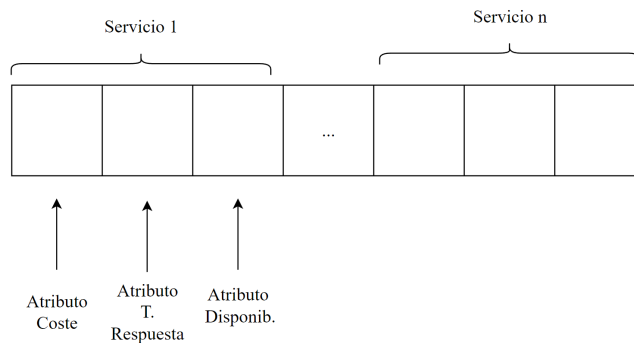 Servicio 1
Servicio n
...
Atributo
Coste
Atributo
T.
Respuesta
Atributo
Disponib.